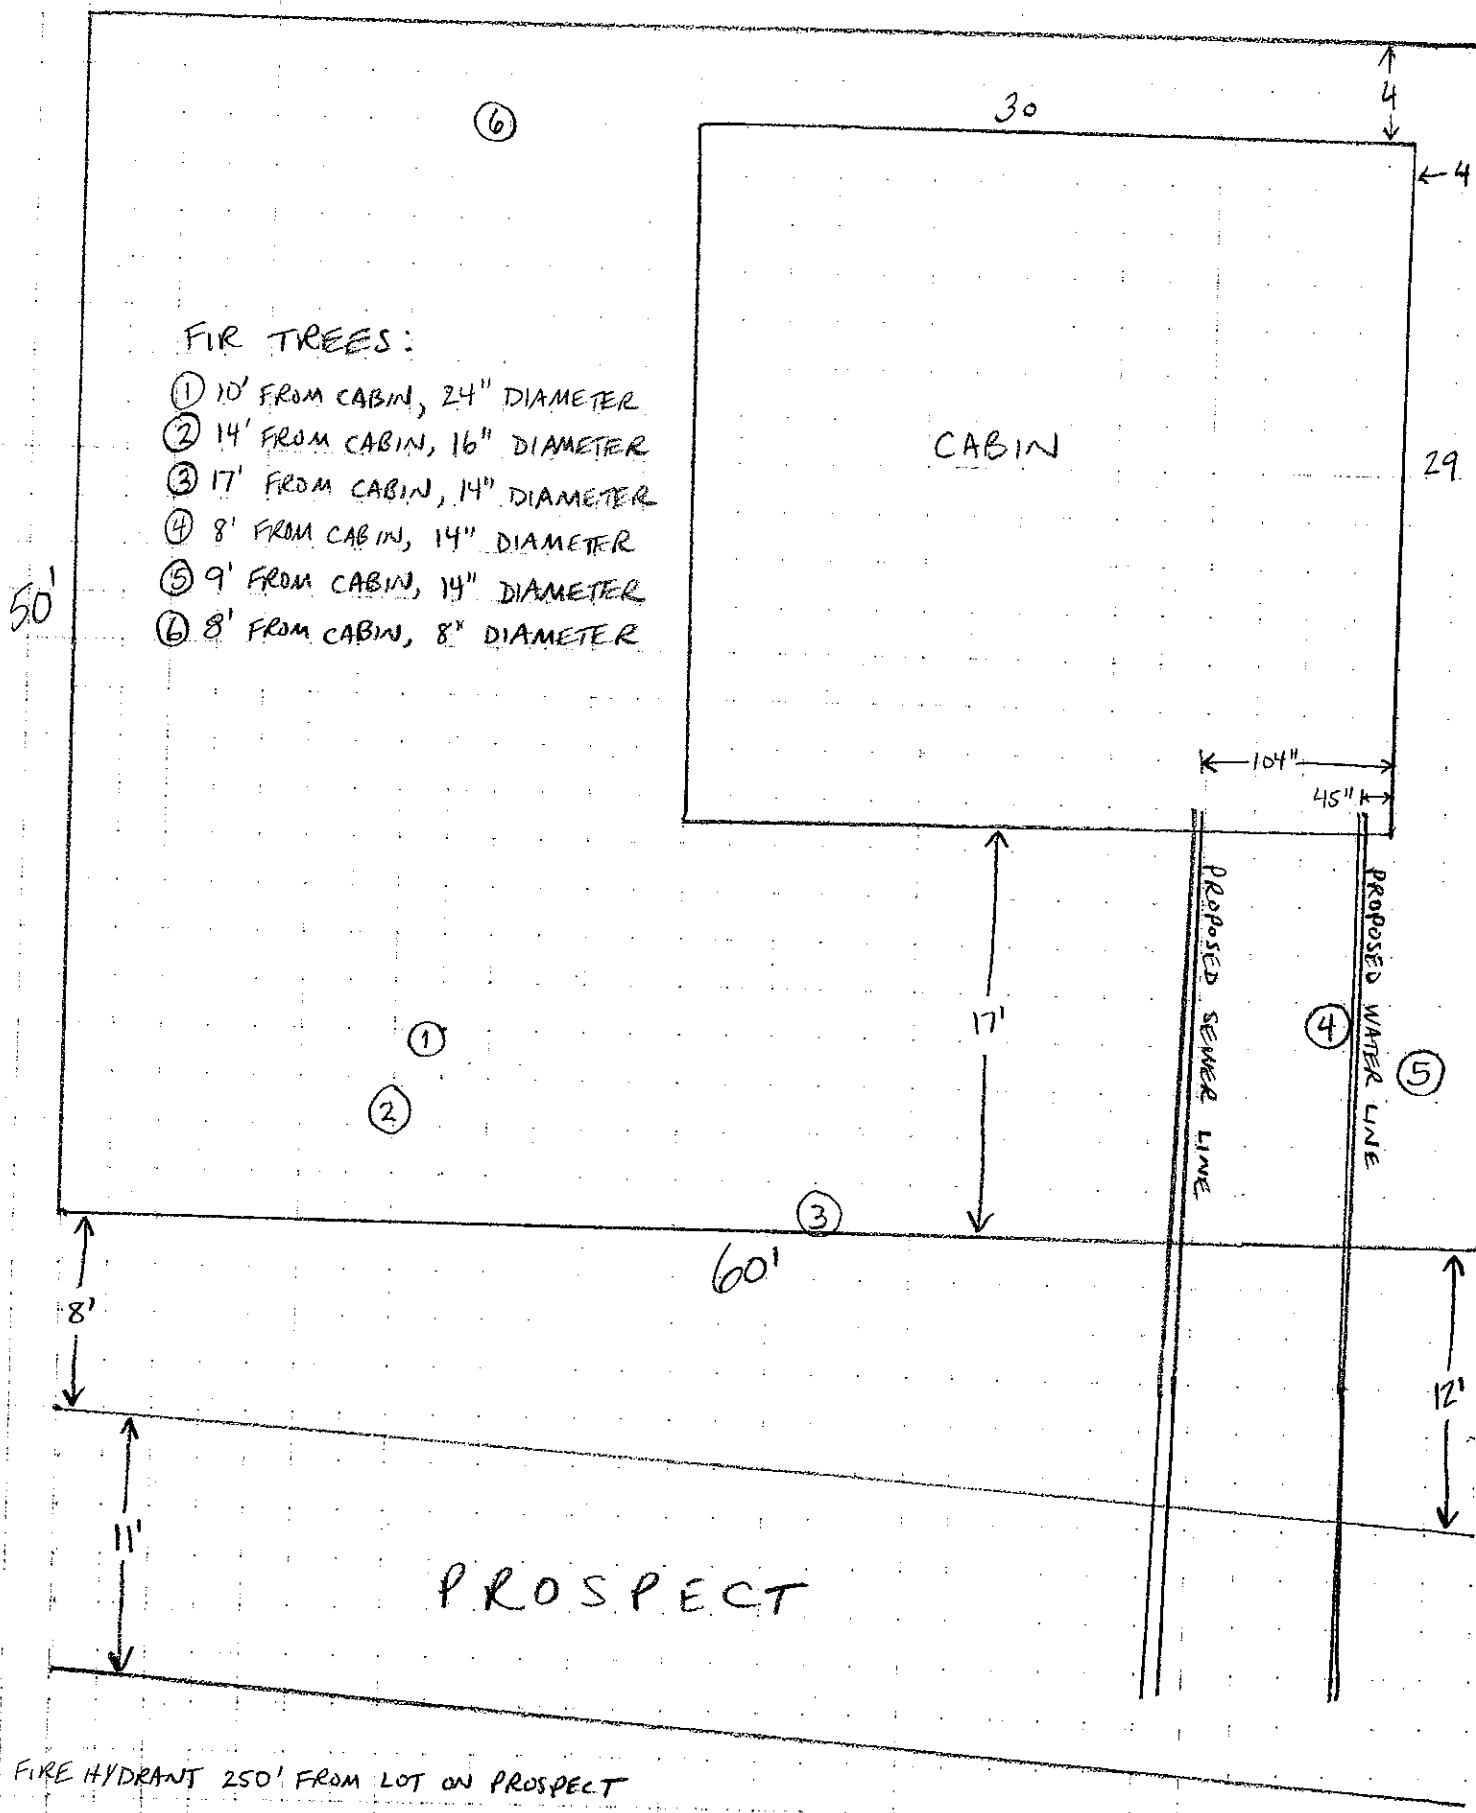 4
30
⑥
← 4
FIR TREES:
① 10' FROM CABIN, 24" DIAMETER
② 14' FROM CABIN, 16" DIAMETER
③ 17' FROM CABIN, 14" DIAMETER
④ 8' FROM CABIN, 14" DIAMETER
⑤ 9' FROM CABIN, 14" DIAMETER
⑥ 8' FROM CABIN, 8" DIAMETER
CABIN
29
50'
104"
45"
PROPOSED SEWER LINE
PROPOSED WATER LINE
17'
①
④
⑤
②
③
60'
8'
12'
11'
PROSPECT
FIRE HYDRANT 250' FROM LOT ON PROSPECT